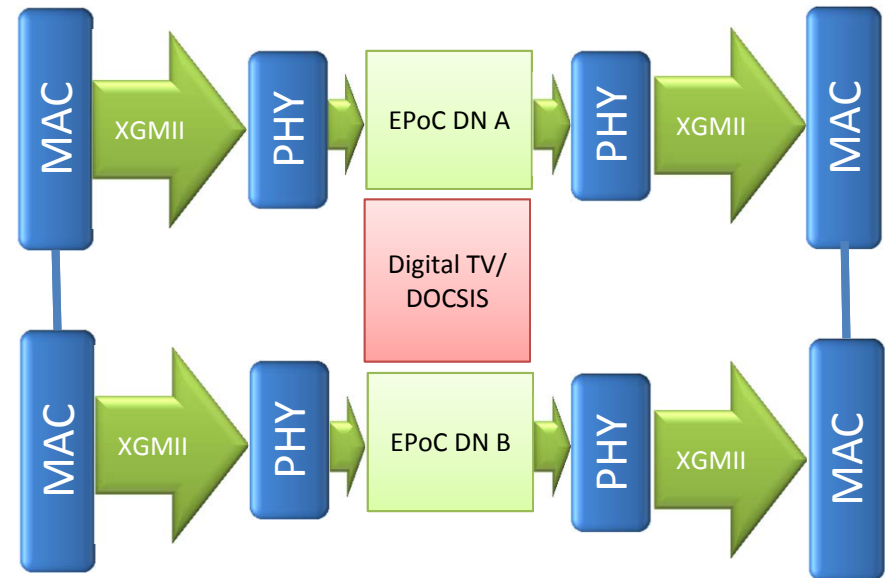 MAC
XGMII
PHY
EPoC DN A
PHY
XGMII
MAC
Digital TV/
DOCSIS
MAC
XGMII
PHY
EPoC DN B
PHY
XGMII
MAC